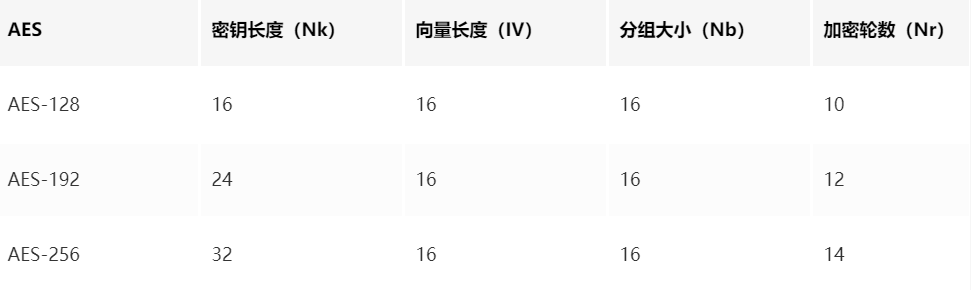 AES 密钥长度（Nk） 向量长度（IV） 分组大小（Nb） 加密轮数（Nr）
AES-128 16 16 16 10
AES-192 24 16 16 12
AES-256 32 16 16 14